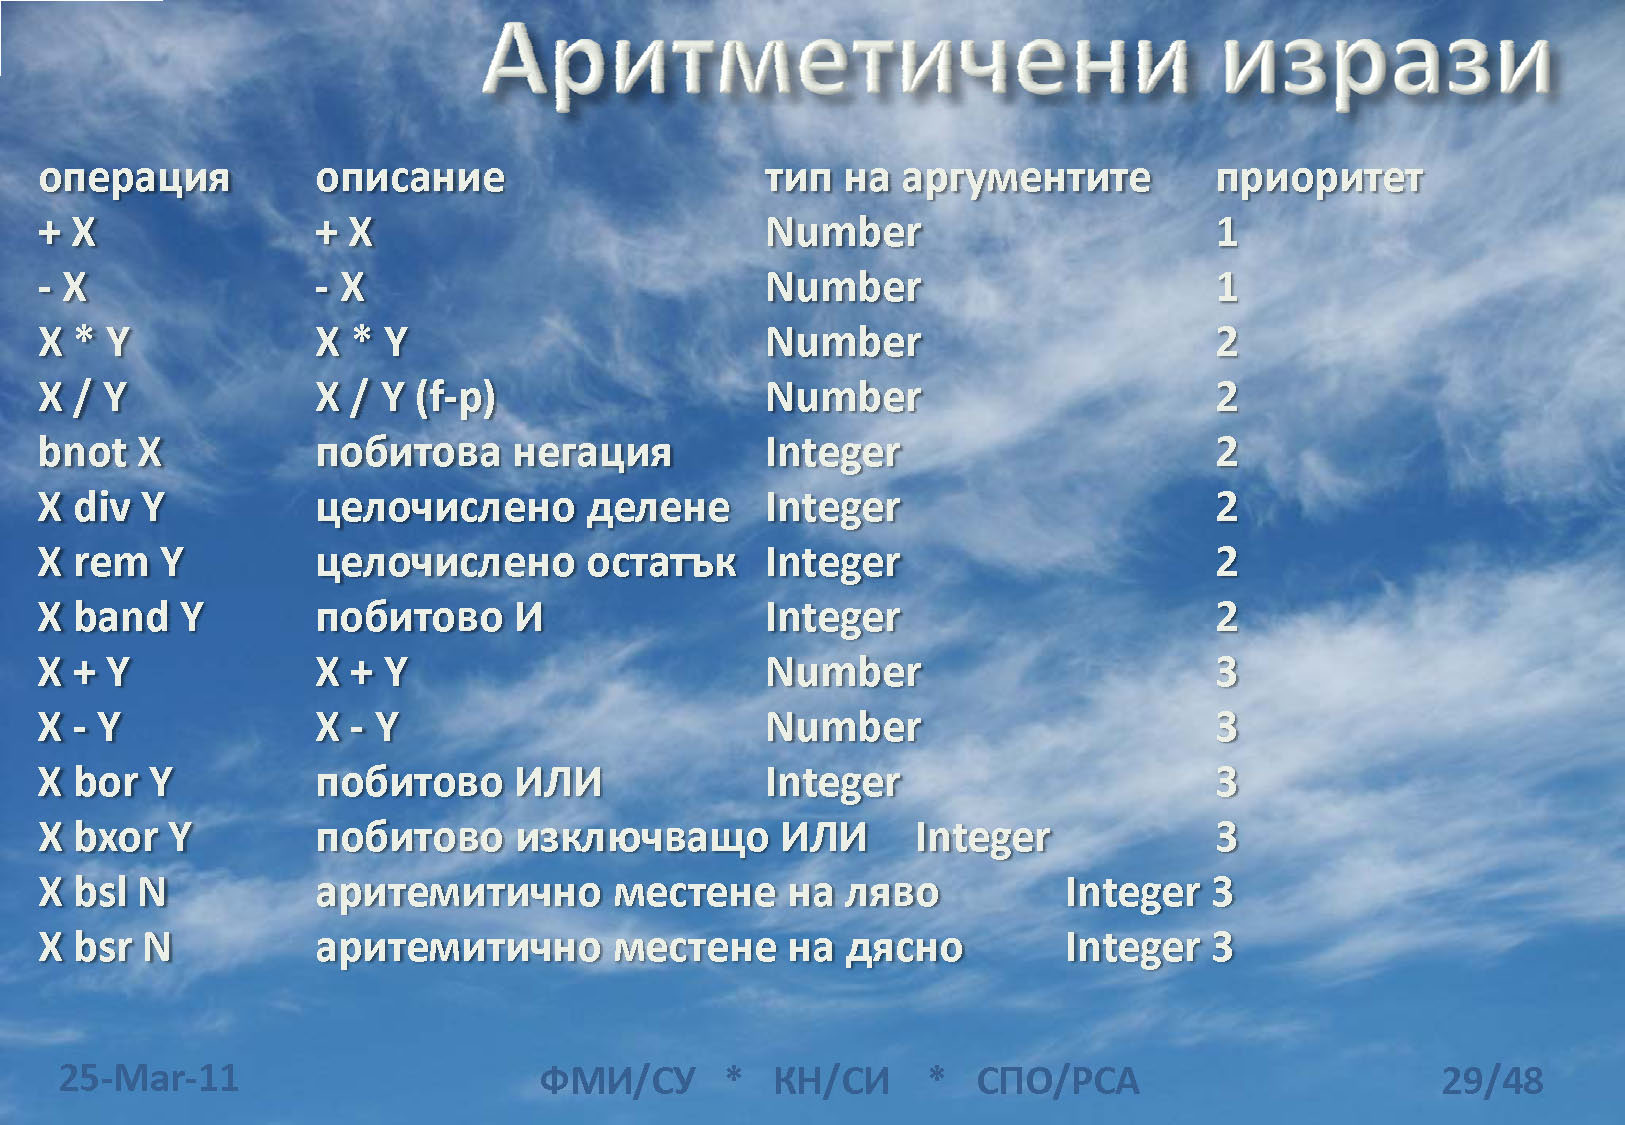 Аритметичени изрази
операция описание тип на аргументите приоритет
+ X + X Number 1
- X - X Number 1
X * Y X * Y Number 2
X / Y X / Y (f-p) Number 2
bnot X побитова негация Integer 2
X div Y целочислено делене Integer 2
X rem Y целочислено остатък Integer 2
X band Y побитово И Integer 2
X + Y X + Y Number 3
X - Y X - Y Number 3
X bor Y побитово ИЛИ Integer 3
X bxor Y побитово изключващо ИЛИ Integer 3
X bsl N аритемитично местене на ляво Integer 3
X bsr N аритемитично местене на дясно Integer 3
25-Mar-11 ФМИ/СУ * КН/СИ * СПО/РСА 29/48